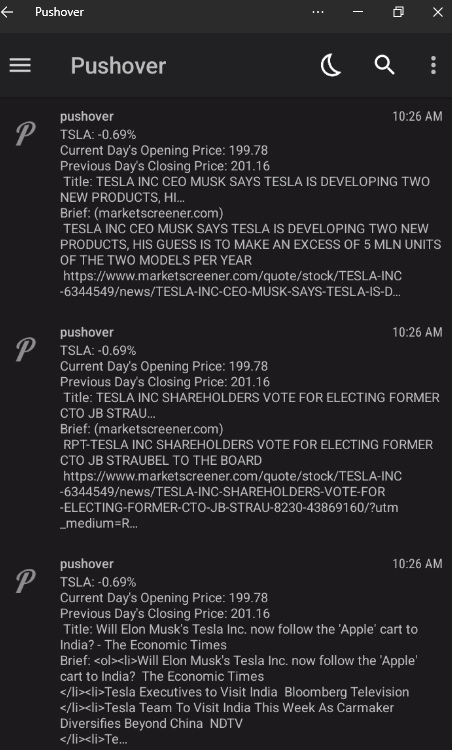 Pushover
Pushover
pushover 10:26 AM
TSLA: -0.69%
Current Day's Opening Price: 199.78
Previous Day's Closing Price: 201.16
Title: TESLA INC CEO MUSK SAYS TESLA IS DEVELOPING TWO
NEW PRODUCTS, HI...
Brief: (marketscreener.com)
TESLA INC CEO MUSK SAYS TESLA IS DEVELOPING TWO NEW
PRODUCTS, HIS GUESS IS TO MAKE AN EXCESS OF 5 MLN UNITS
OF THE TWO MODELS PER YEAR
https://www.marketscreener.com/quote/stock/TESLA-INC
-6344549/news/TESLA-INC-CEO-MUSK-SAYS-TESLA-IS-D...
pushover 10:26 AM
TSLA: -0.69%
Current Day's Opening Price: 199.78
Previous Day's Closing Price: 201.16
Title: TESLA INC SHAREHOLDERS VOTE FOR ELECTING FORMER
CTO JB STRAU...
Brief: (marketscreener.com)
RPT-TESLA INC SHAREHOLDERS VOTE FOR ELECTING FORMER
CTO JB STRAUBEL TO THE BOARD
https://www.marketscreener.com/quote/stock/TESLA-INC
-6344549/news/TESLA-INC-SHAREHOLDERS-VOTE-FOR
-ELECTING-FORMER-CTO-JB-STRAU-8230-43869160/?utm
_medium=R...
pushover 10:26 AM
TSLA: -0.69%
Current Day's Opening Price: 199.78
Previous Day's Closing Price: 201.16
Title: Will Elon Musk's Tesla Inc. now follow the 'Apple' cart to
India? - The Economic Times
Brief: <ol><li>Will Elon Musk's Tesla Inc. now follow the 'Apple'
cart to India?  The Economic Times
</li><li>Tesla Executives to Visit India  Bloomberg Television
</li><li>Tesla Team To Visit India This Week As Carmaker
Diversifies Beyond China  NDTV
</li><li>Te...